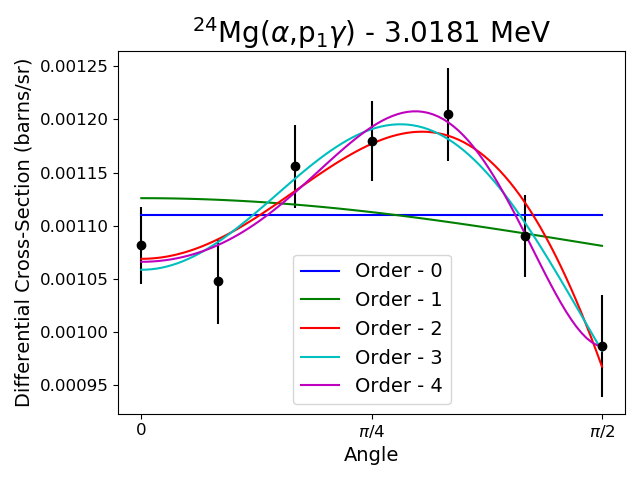 ²⁴Mg(α,p₁γ) - 3.0181 MeV
Differential Cross-Section (barns/sr)
0.00125
0.00120
0.00115
0.00110
0.00105
0.00100
0.00095
Order - 0
Order - 1
Order - 2
Order - 3
Order - 4
0
π/4
π/2
Angle